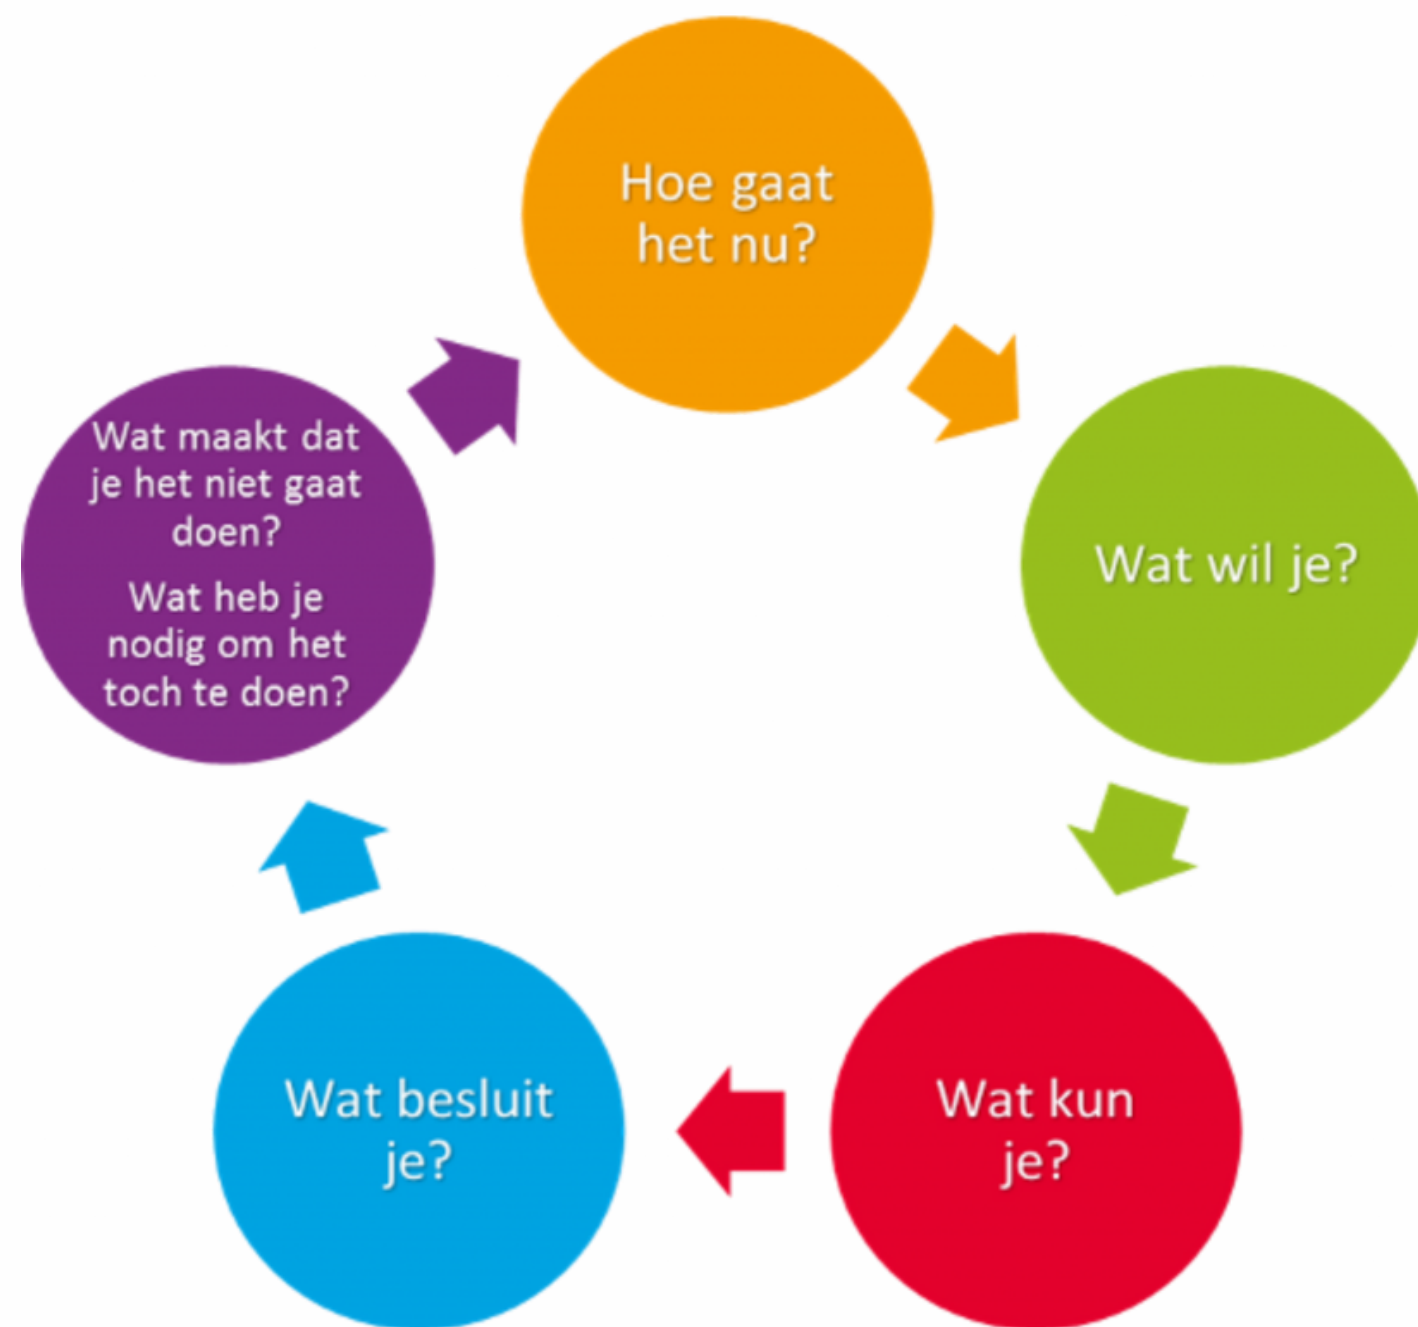 Hoe gaat
het nu?
Wat wil je?
Wat kun
je?
Wat besluit
je?
Wat maakt dat
je het niet gaat
doen?
Wat heb je
nodig om het
toch te doen?